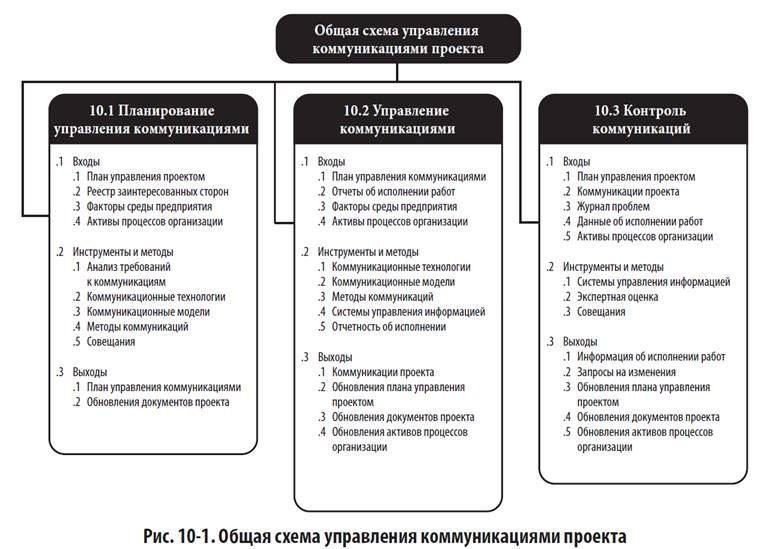 Общая схема управления
коммуникациями проекта
10.1 Планирование
управления коммуникациями
.1 Входы
.1 План управления проектом
.2 Реестр заинтересованных сторон
.3 Факторы среды предприятия
.4 Активы процессов организации
.2 Инструменты и методы
.1 Анализ требований
к коммуникациям
.2 Коммуникационные технологии
.3 Коммуникационные модели
.4 Методы коммуникаций
.5 Совещания
.3 Выходы
.1 План управления коммуникациями
.2 Обновления документов проекта
10.2 Управление
коммуникациями
.1 Входы
.1 План управления коммуникациями
.2 Отчеты об исполнении работ
.3 Факторы среды предприятия
.4 Активы процессов организации
.2 Инструменты и методы
.1 Коммуникационные технологии
.2 Коммуникационные модели
.3 Методы коммуникаций
.4 Системы управления информацией
.5 Отчетность об исполнении
.3 Выходы
.1 Коммуникации проекта
.2 Обновления плана управления
проектом
.3 Обновления документов проекта
.4 Обновления активов процессов
организации
10.3 Контроль
коммуникаций
.1 Входы
.1 План управления проектом
.2 Коммуникации проекта
.3 Журнал проблем
.4 Данные об исполнении работ
.5 Активы процессов организации
.2 Инструменты и методы
.1 Системы управления информацией
.2 Экспертная оценка
.3 Совещания
.3 Выходы
.1 Информация об исполнении работ
.2 Запросы на изменения
.3 Обновления плана управления
проектом
.4 Обновления документов проекта
.5 Обновления активов процессов
организации
Рис. 10-1. Общая схема управления коммуникациями проекта